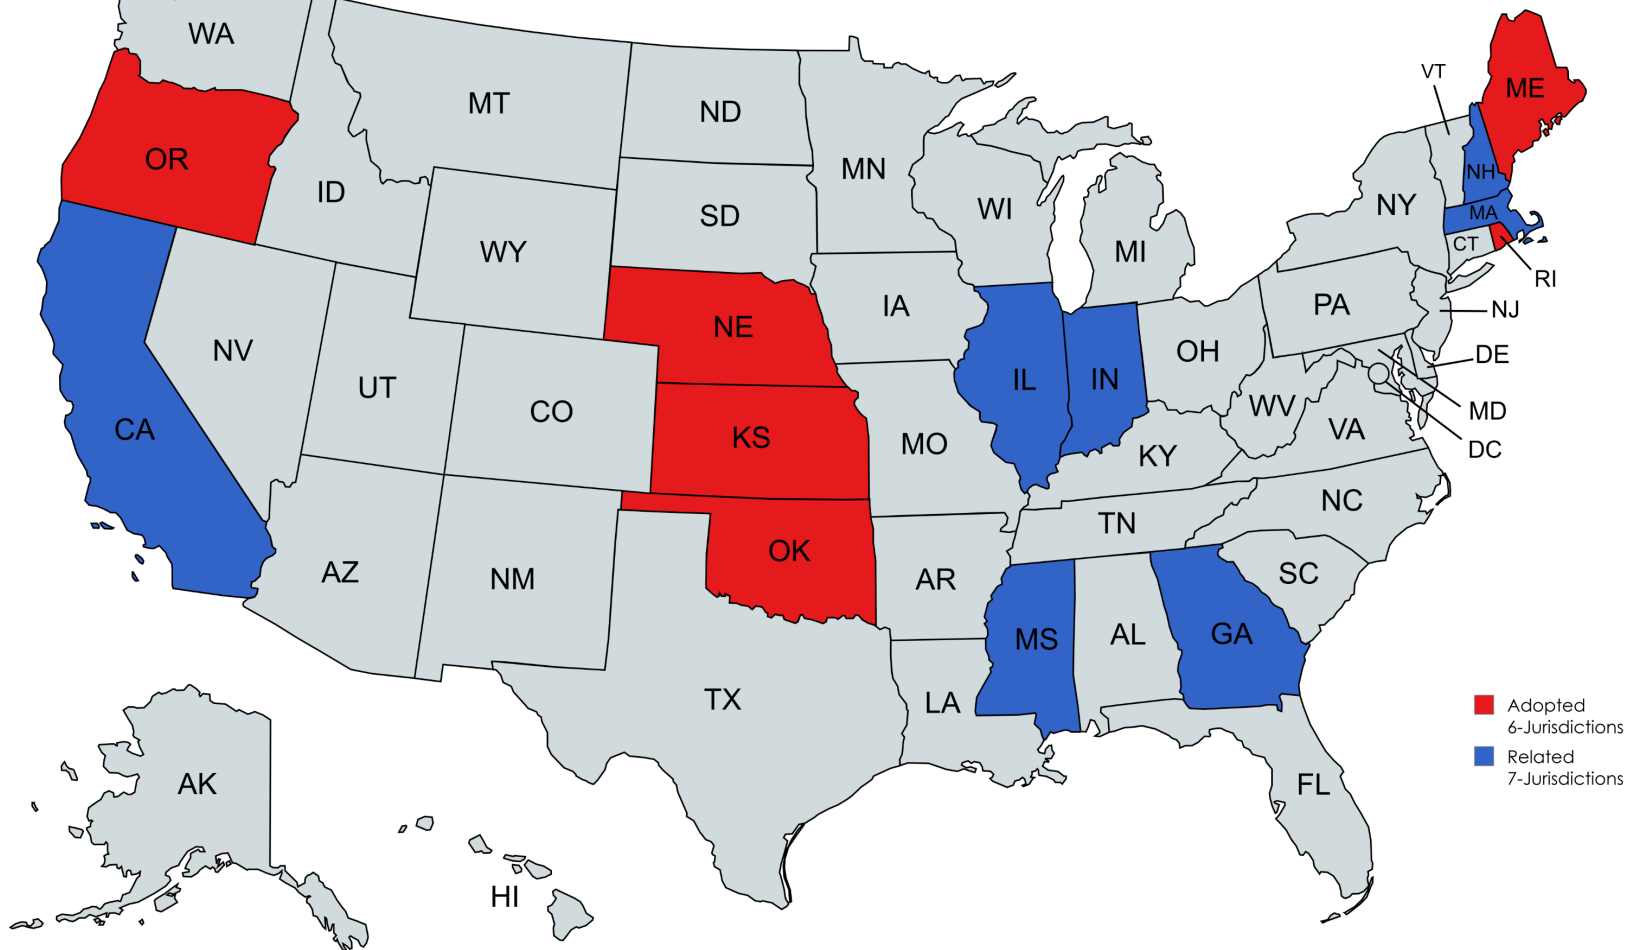 WA
MT
ND
MN
VT
ME
OR
ID
SD
WI
MI
NY
NH
MA
CT
RI
WY
NE
IA
PA
NJ
NV
UT
CO
KS
IL
IN
OH
DE
MD
DC
CA
MO
KY
WV
VA
AZ
NM
OK
AR
TN
NC
SC
TX
LA
MS
AL
GA
FL
AK
HI
Adopted
6-Jurisdictions
Related
7-Jurisdictions